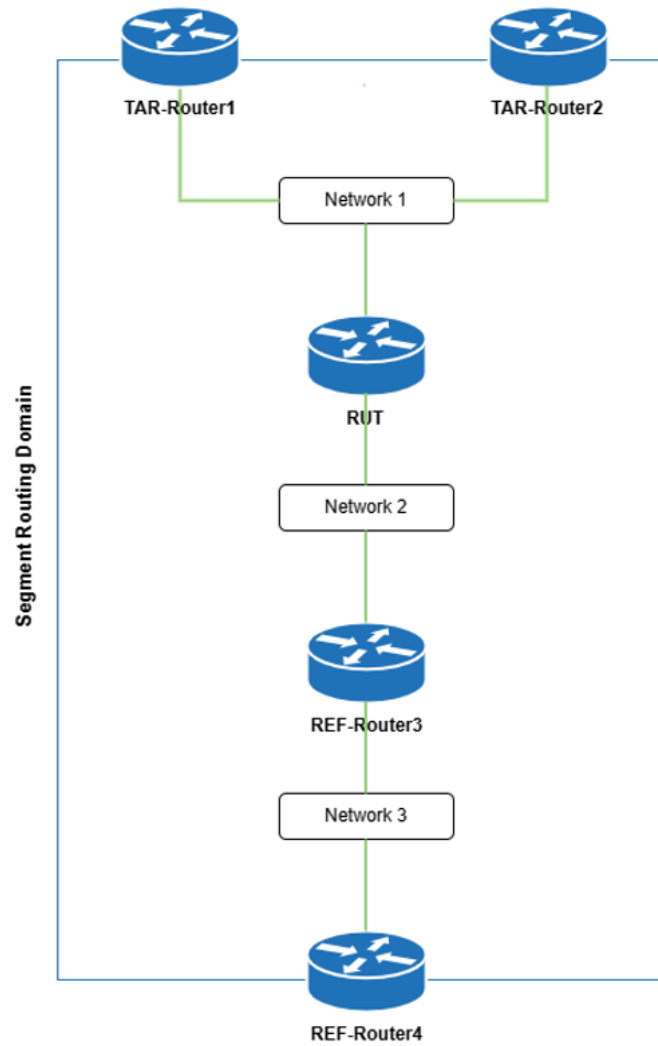 TAR-Router1
TAR-Router2
Network 1
RUT
Segment Routing Domain
Network 2
REF-Router3
Network 3
REF-Router4